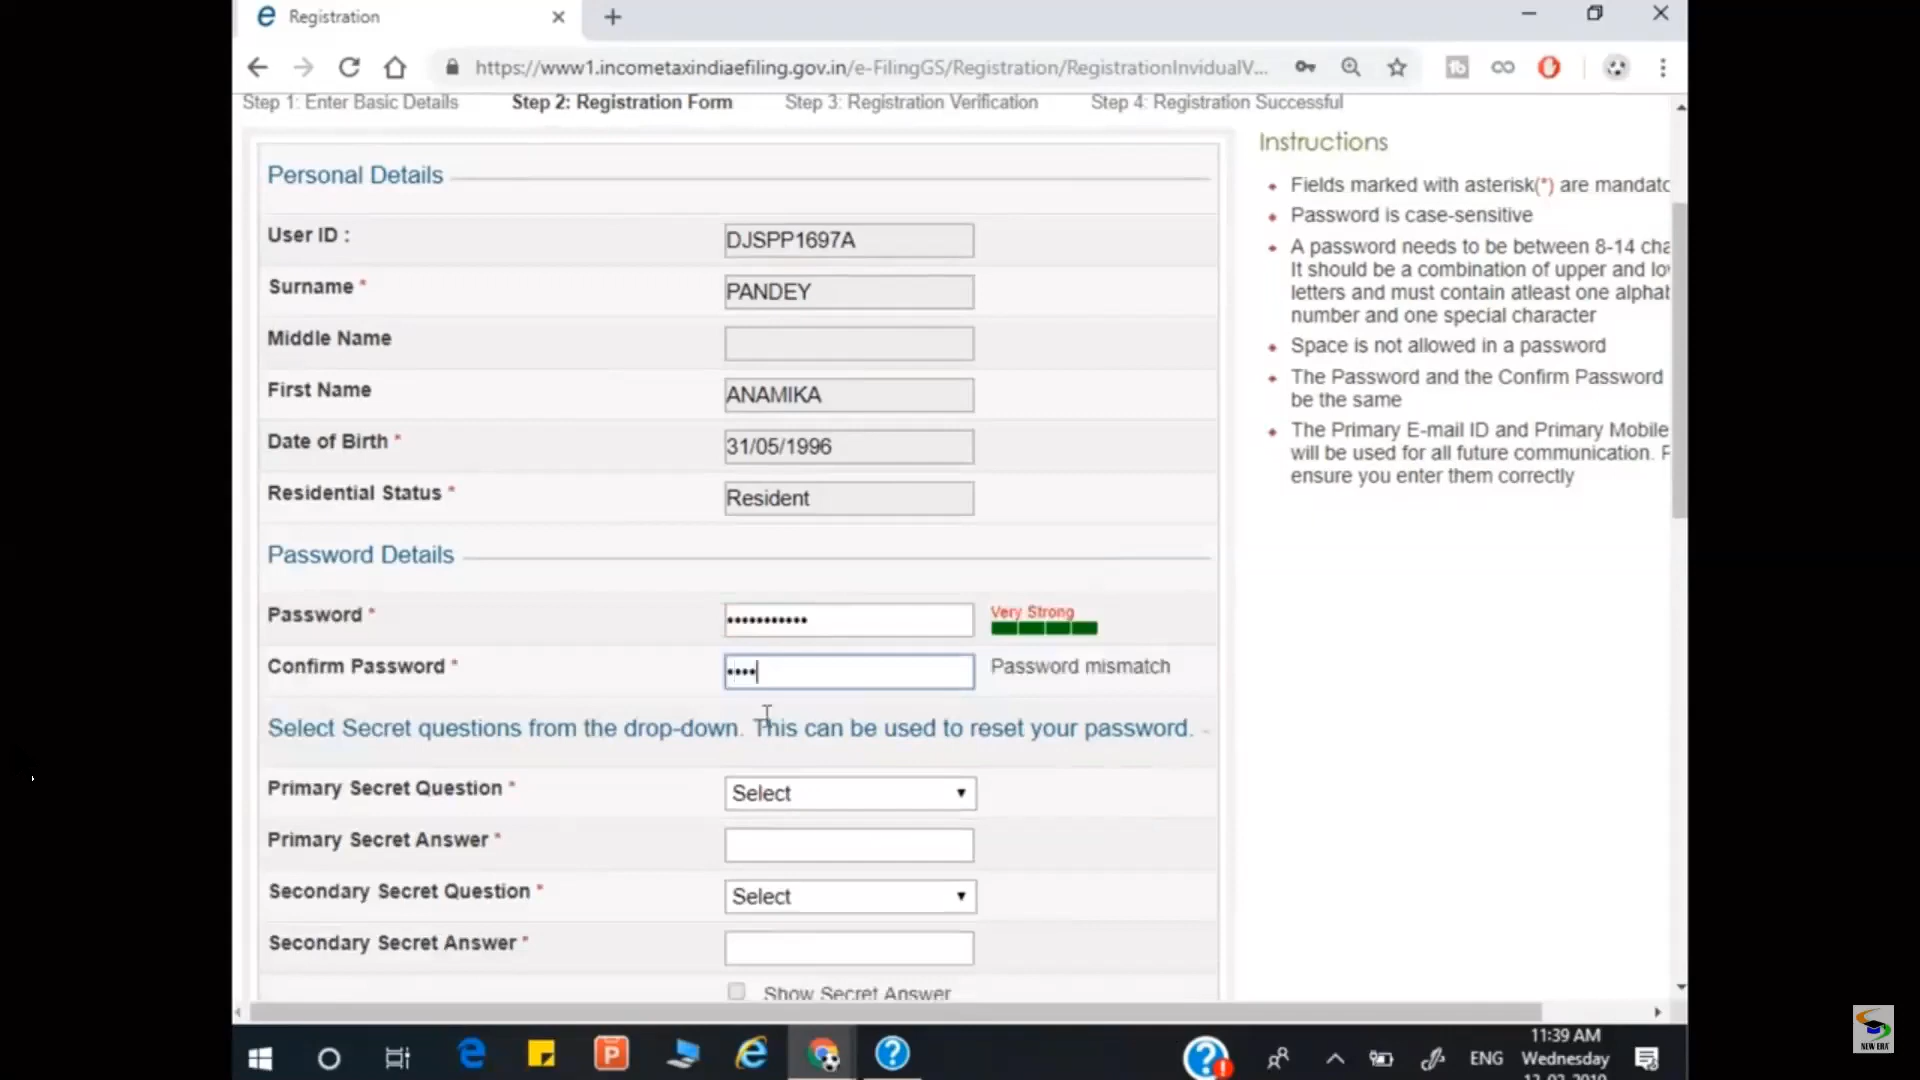 Registration
https://www1.incometaxindiaefiling.gov.in/e-FilingGS/Registration/RegistrationInvidualV...
Step 1: Enter Basic Details Step 2: Registration Form Step 3: Registration Verification Step 4: Registration Successful
Personal Details
User ID : DJSPP1697A
Surname * PANDEY
Middle Name
First Name ANAMIKA
Date of Birth * 31/05/1996
Residential Status * Resident
Password Details
Password * ••••••••••• Very Strong
Confirm Password * •••• Password mismatch
Select Secret questions from the drop-down. This can be used to reset your password.
Primary Secret Question * Select
Primary Secret Answer *
Secondary Secret Question * Select
Secondary Secret Answer *
Show Secret Answer
Instructions
Fields marked with asterisk(*) are mandato
Password is case-sensitive
A password needs to be between 8-14 cha
It should be a combination of upper and lo
letters and must contain atleast one alphat
number and one special character
Space is not allowed in a password
The Password and the Confirm Password
be the same
The Primary E-mail ID and Primary Mobile
will be used for all future communication.
ensure you enter them correctly
ENG
11:39 AM
Wednesday
NEW ERA